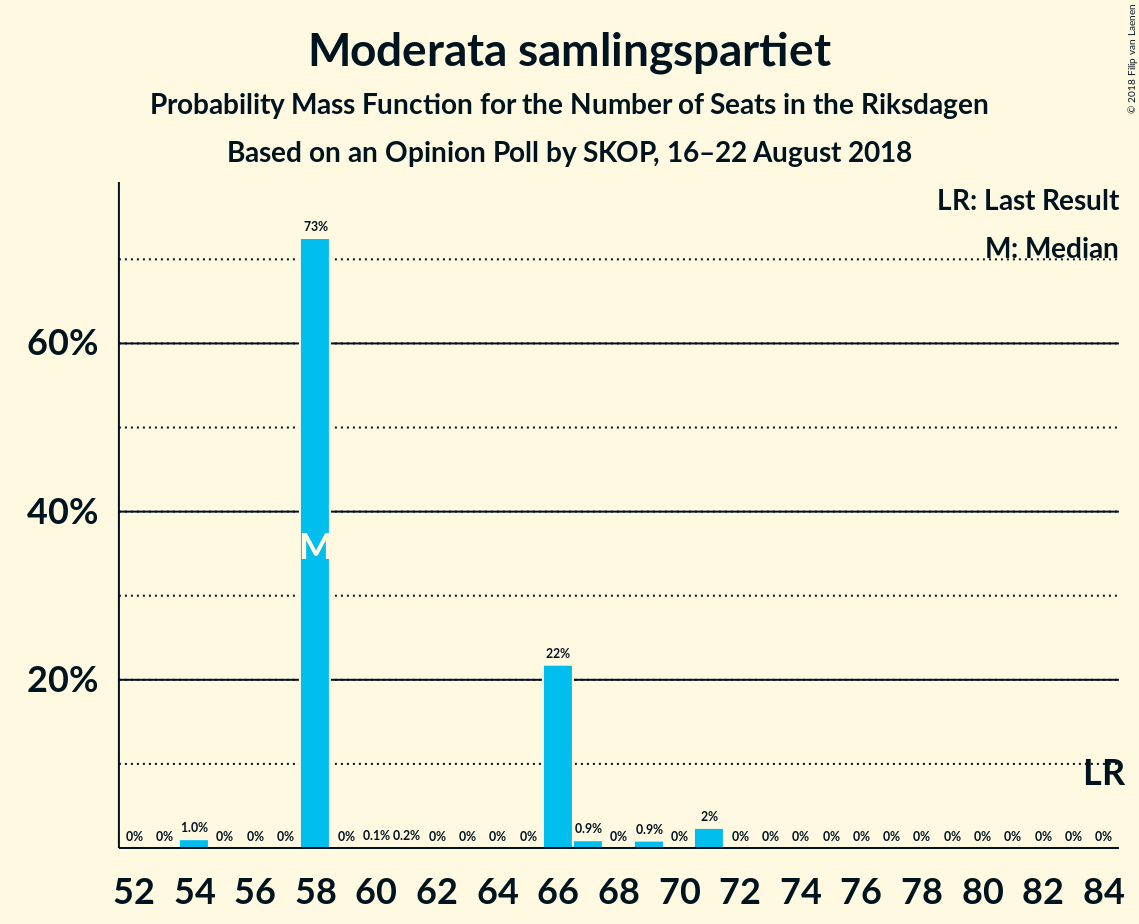 Moderata samlingspartiet
Probability Mass Function for the Number of Seats in the Riksdagen
Based on an Opinion Poll by SKOP, 16–22 August 2018
© 2018 Filip van Laenen
LR: Last Result
M: Median
73%
60%
40%
M
22%
20%
LR
0% 0% 1.0% 0% 0% 0% 0% 0.1% 0.2% 0% 0% 0% 0% 0.9% 0% 0.9% 0% 2% 0% 0% 0% 0% 0% 0% 0% 0% 0% 0% 0% 0% 0%
52 54 56 58 60 62 64 66 68 70 72 74 76 78 80 82 84